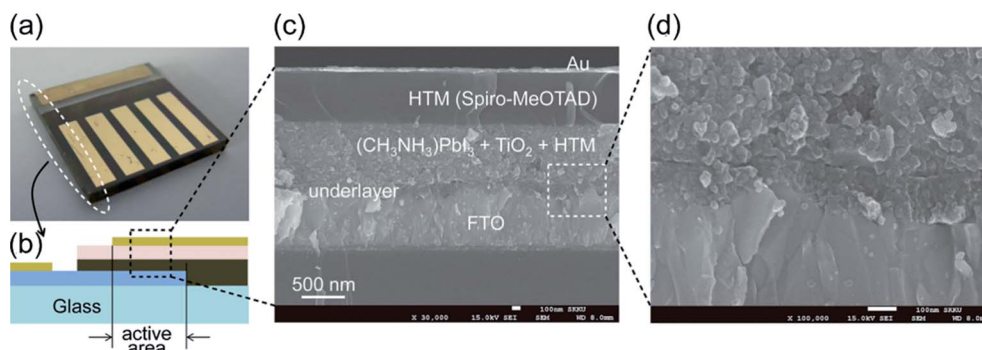 (a)
(b)
Glass
active
area
(c)
Au
HTM (Spiro-MeOTAD)
(CH₃NH₃)PbI₃ + TiO₂ + HTM
underlayer
FTO
500 nm
100nm SKKU
X 30,000 15.0kV SEI SEM WD 8.0mm
(d)
100nm SKKU
X 100,000 15.0kV SEI SEM WD 8.0mm